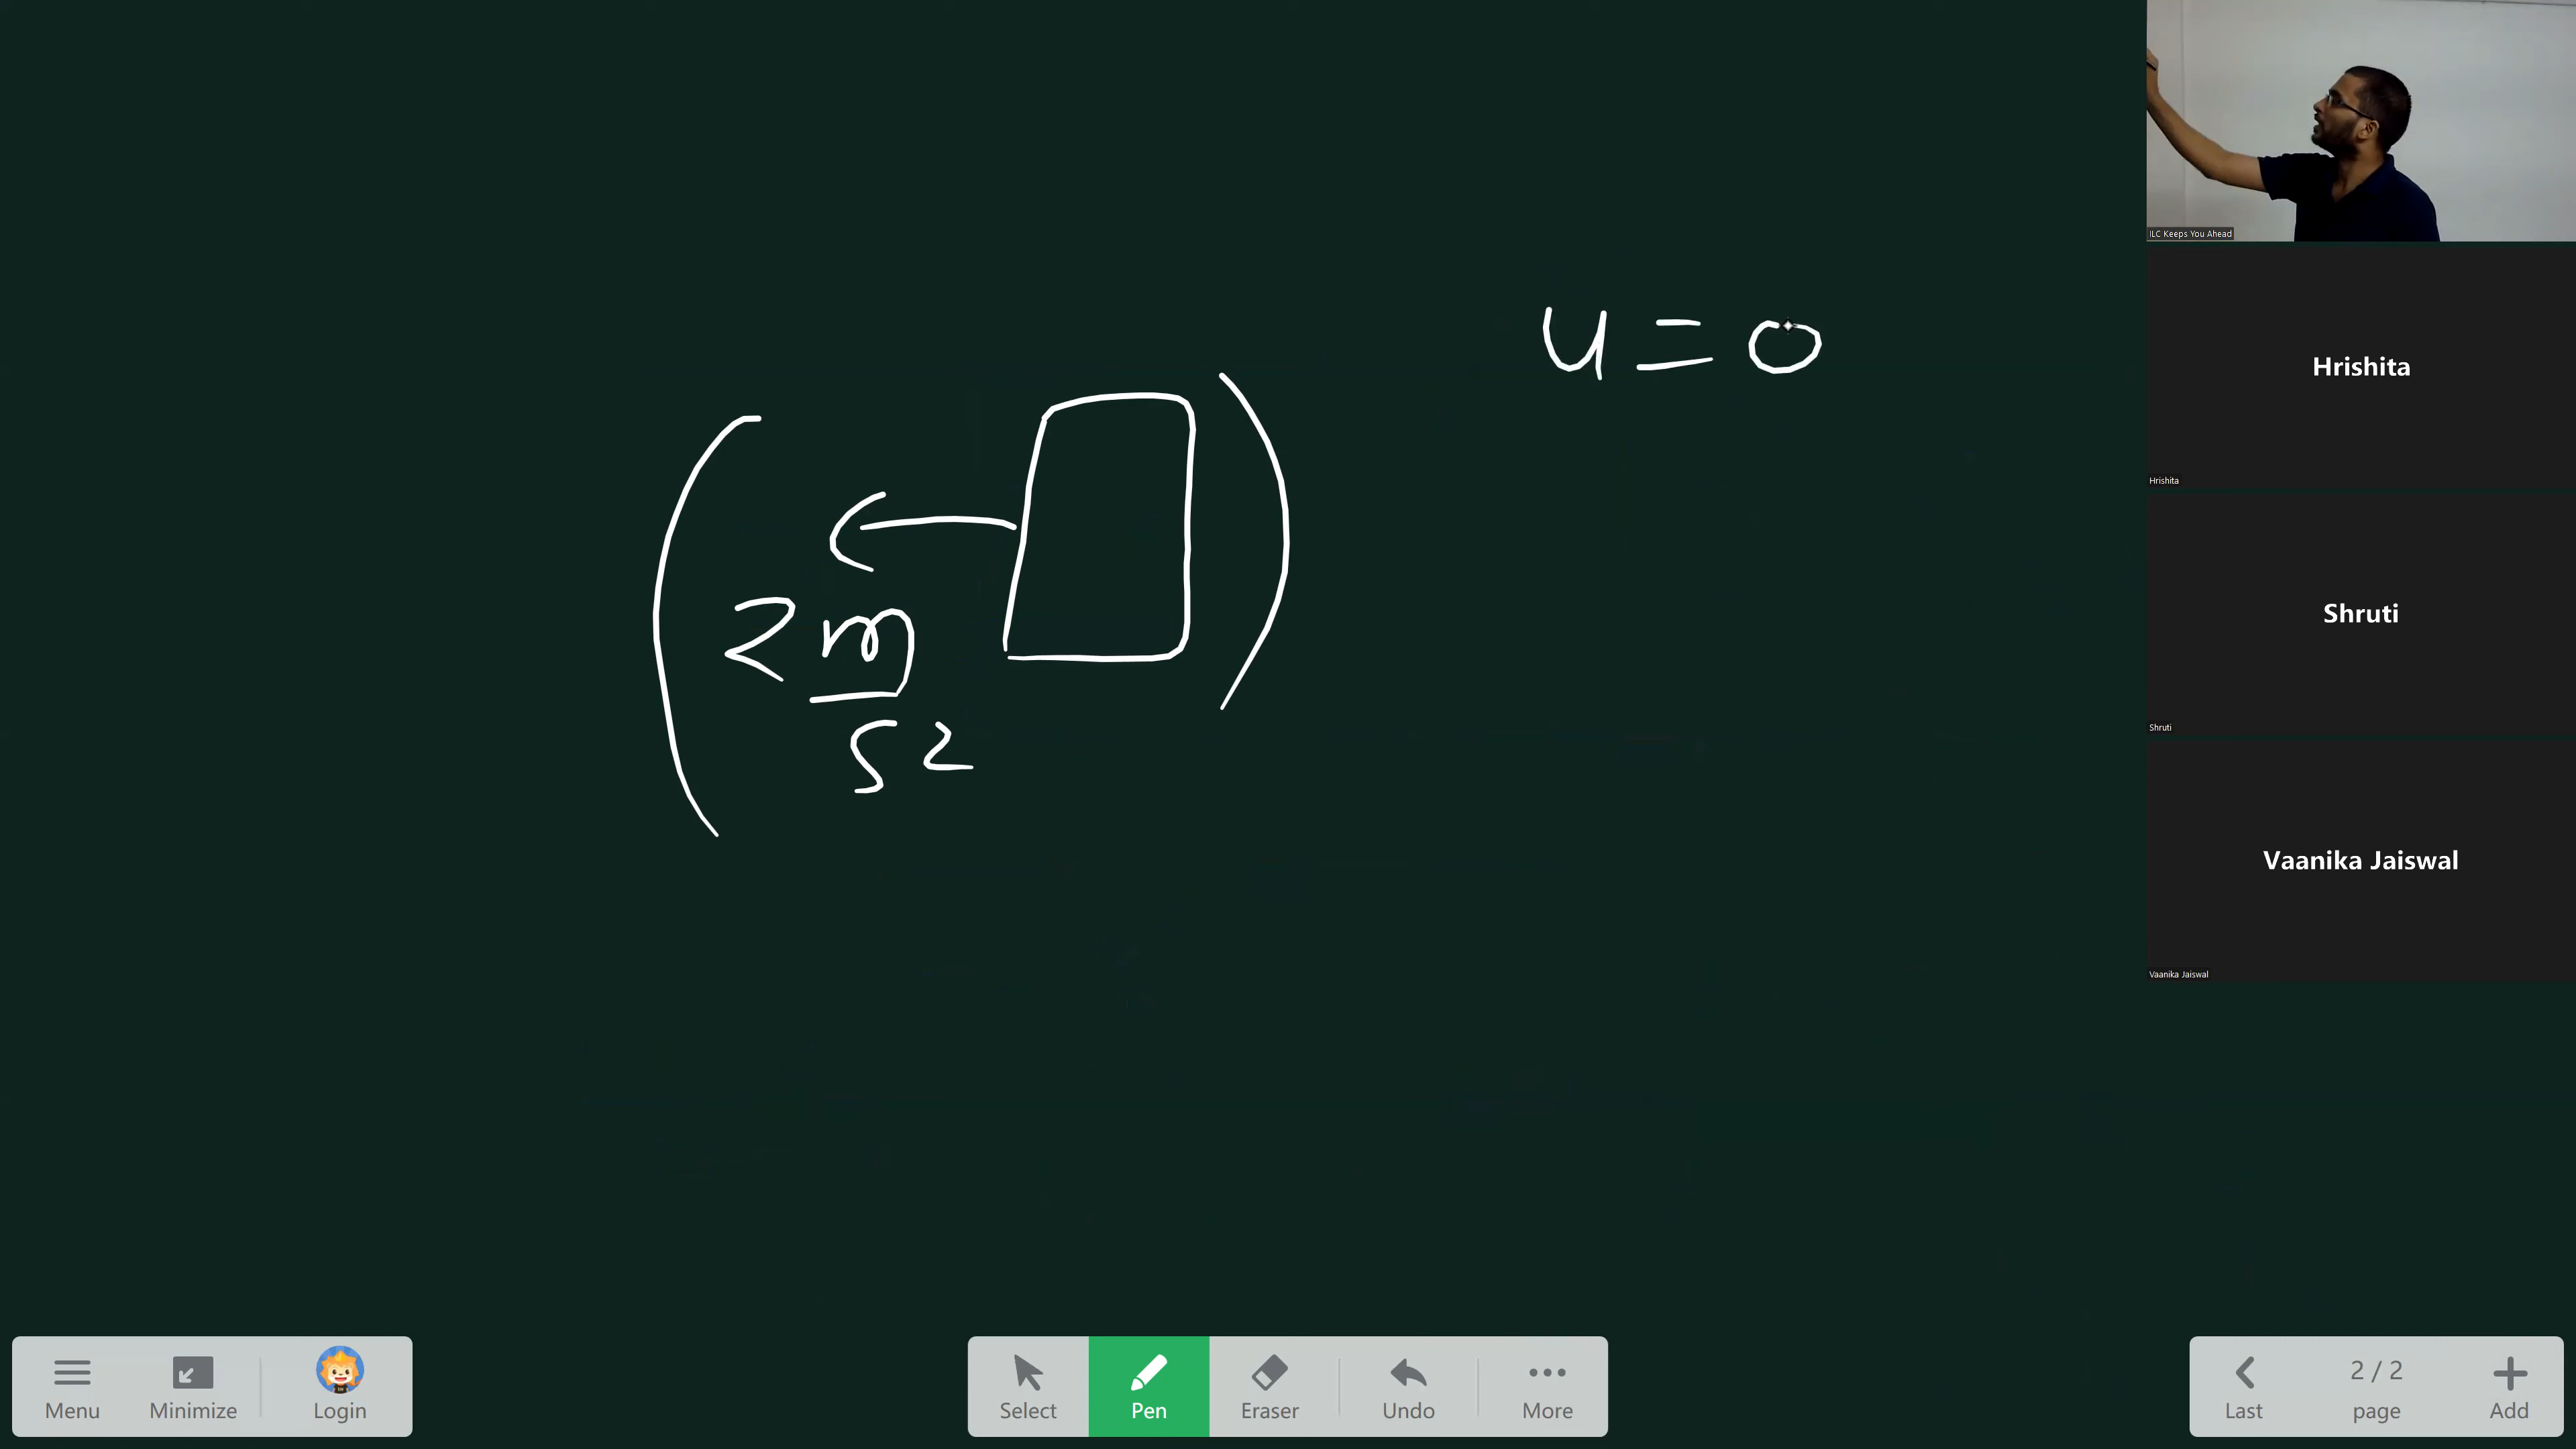 u = 0
2 m
s 2
ILC Keeps You Ahead
Hrishita
Hrishita
Shruti
Shruti
Vaanika Jaiswal
Vaanika Jaiswal
Menu
Minimize
Login
Select
Pen
Eraser
Undo
More
Last
2 / 2
page
Add